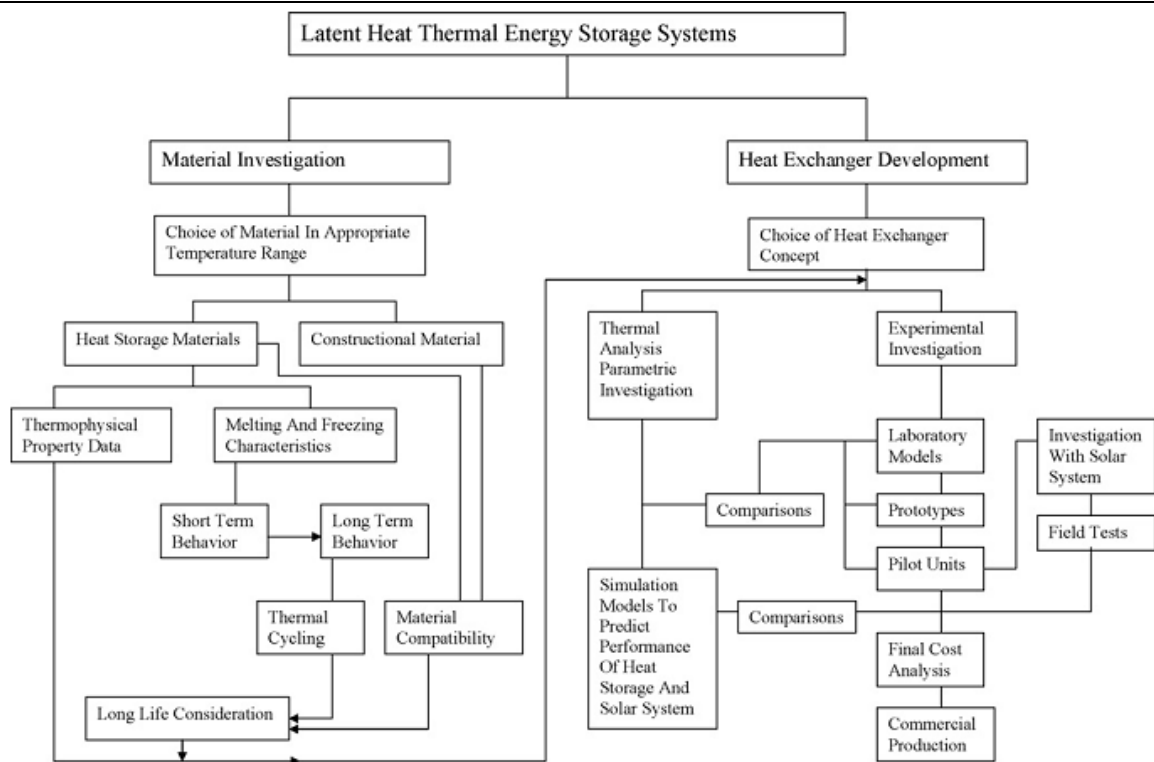 Latent Heat Thermal Energy Storage Systems
Material Investigation
Heat Exchanger Development
Choice of Material In Appropriate
Temperature Range
Choice of Heat Exchanger
Concept
Heat Storage Materials
Constructional Material
Thermal
Analysis
Parametric
Investigation
Experimental
Investigation
Thermophysical
Property Data
Melting And Freezing
Characteristics
Laboratory
Models
Investigation
With Solar
System
Short Term
Behavior
Long Term
Behavior
Comparisons
Prototypes
Field Tests
Pilot Units
Thermal
Cycling
Material
Compatibility
Simulation
Models To
Predict
Performance
Of Heat
Storage And
Solar System
Comparisons
Final Cost
Analysis
Long Life Consideration
Commercial
Production